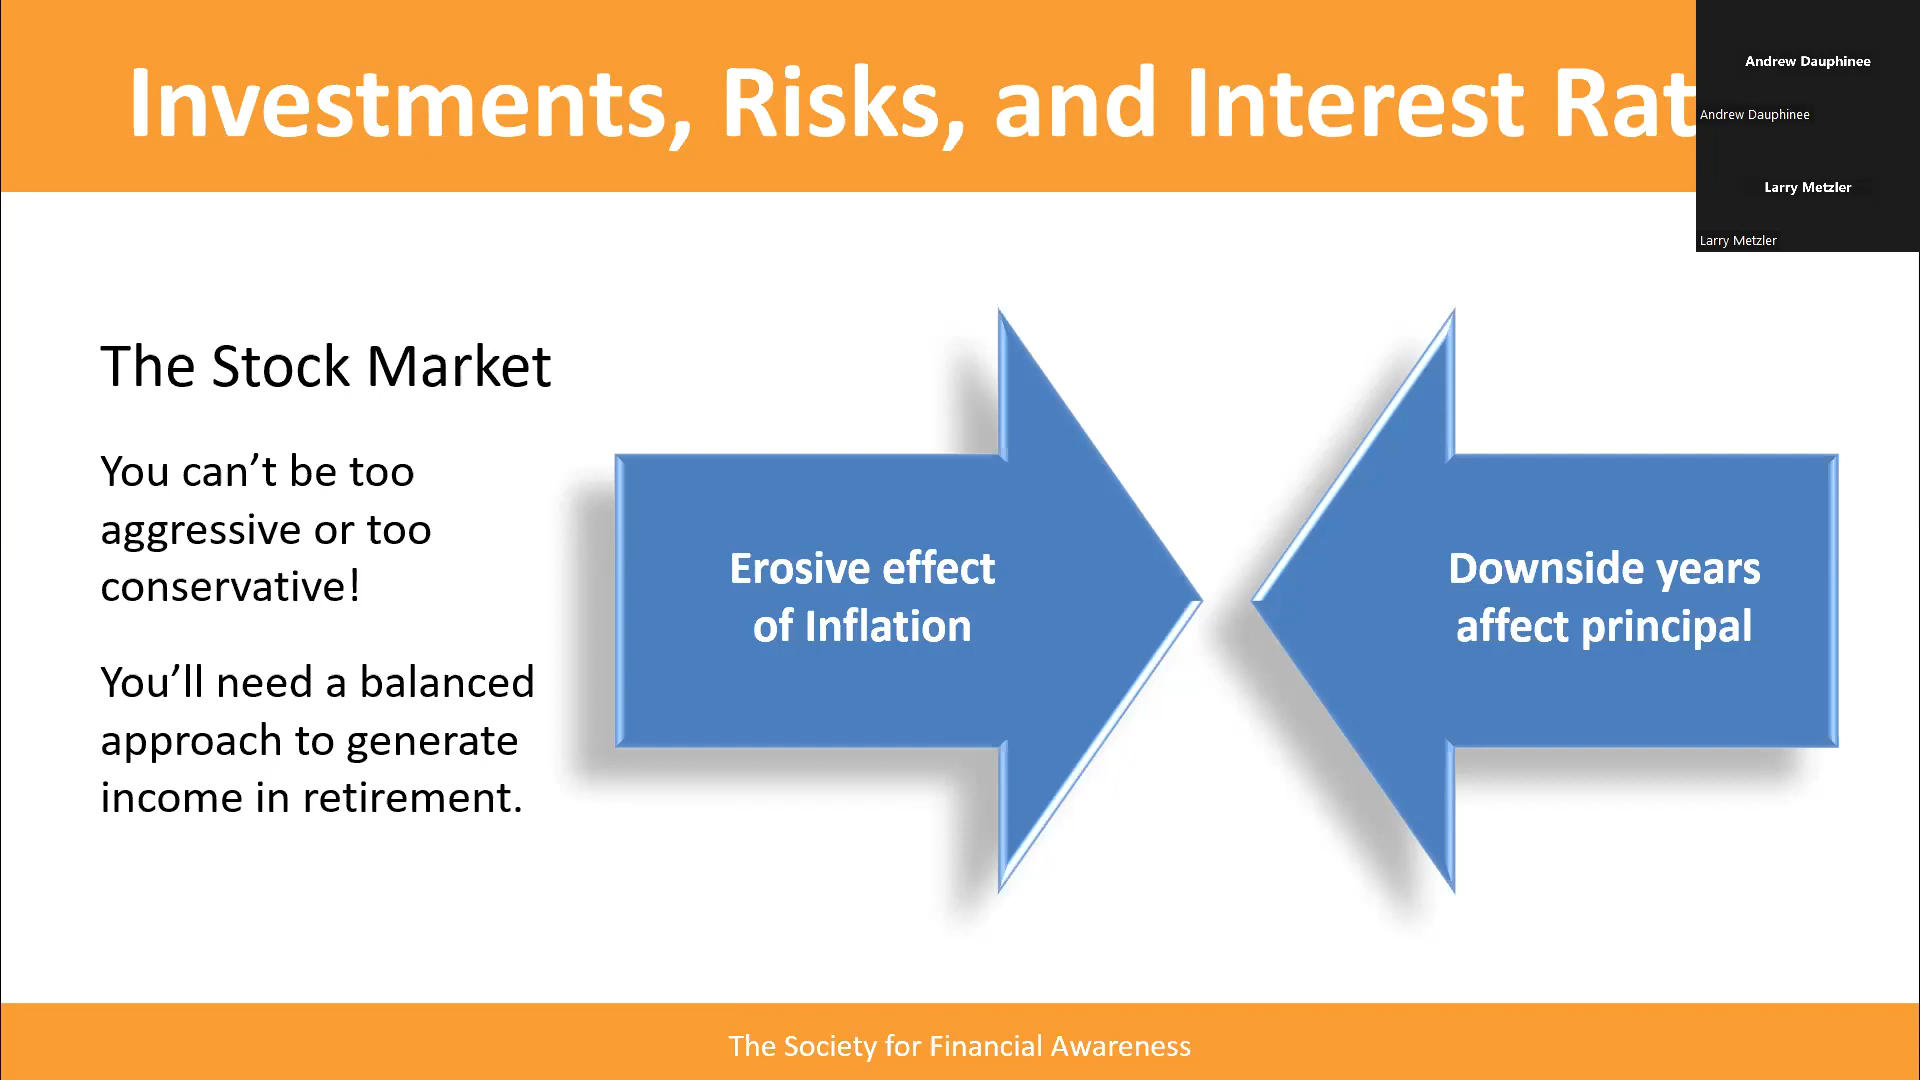 Investments, Risks, and Interest Rat
Andrew Dauphinee
Andrew Dauphinee
Larry Metzler
Larry Metzler
The Stock Market
You can’t be too
aggressive or too
conservative!
You’ll need a balanced
approach to generate
income in retirement.
Erosive effect
of Inflation
Downside years
affect principal
The Society for Financial Awareness